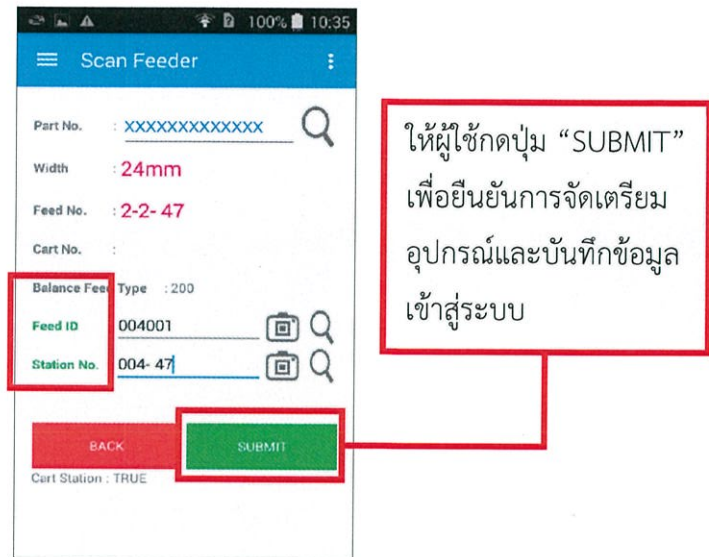 100% 10:35
Scan Feeder
Part No. : XXXXXXXXXXXXX
Width : 24mm
Feed No. : 2-2- 47
Cart No. :
Balance Feed Type : 200
Feed ID 004001
Station No. 004- 47
BACK SUBMIT
Cart Station : TRUE
ให้ผู้ใช้กดปุ่ม “SUBMIT”
เพื่อยืนยันการจัดเตรียม
อุปกรณ์และบันทึกข้อมูล
เข้าสู่ระบบ